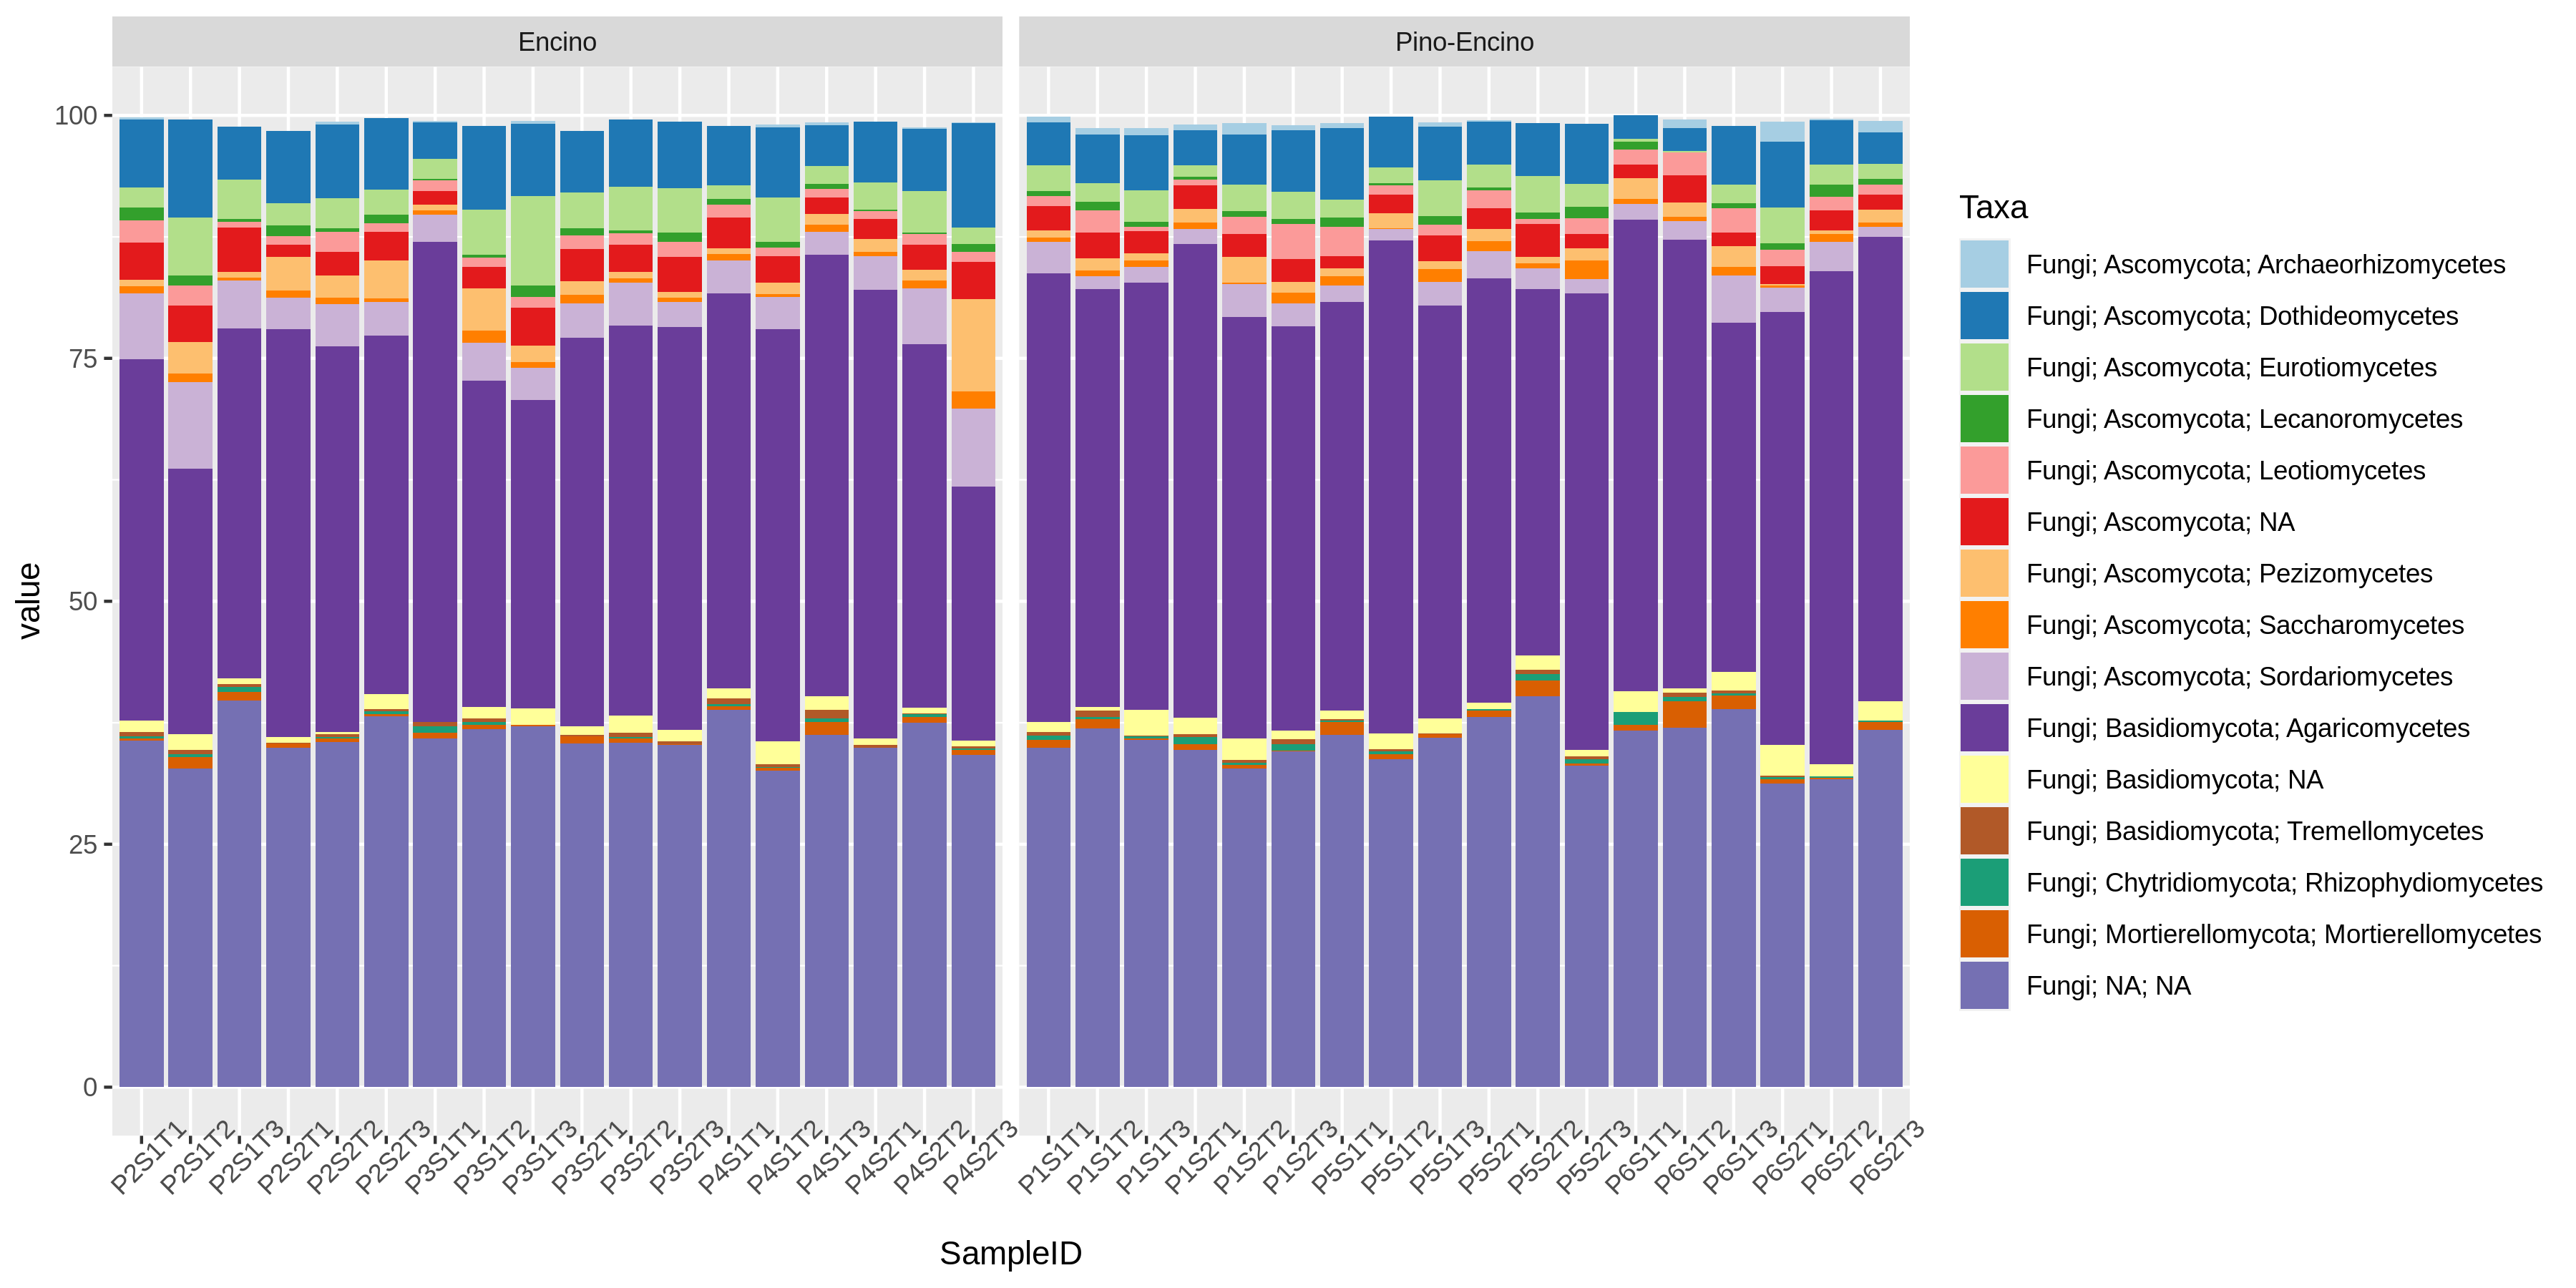 Encino
Pino-Encino
100
75
50
25
0
value
P2S1T1
P2S1T2
P2S1T3
P2S2T1
P2S2T2
P2S2T3
P3S1T1
P3S1T2
P3S1T3
P3S2T1
P3S2T2
P3S2T3
P4S1T1
P4S1T2
P4S1T3
P4S2T1
P4S2T2
P4S2T3
P1S1T1
P1S1T2
P1S1T3
P1S2T1
P1S2T2
P1S2T3
P5S1T1
P5S1T2
P5S1T3
P5S2T1
P5S2T2
P5S2T3
P6S1T1
P6S1T2
P6S1T3
P6S2T1
P6S2T2
P6S2T3
SampleID
Taxa
Fungi; Ascomycota; Archaeorhizomycetes
Fungi; Ascomycota; Dothideomycetes
Fungi; Ascomycota; Eurotiomycetes
Fungi; Ascomycota; Lecanoromycetes
Fungi; Ascomycota; Leotiomycetes
Fungi; Ascomycota; NA
Fungi; Ascomycota; Pezizomycetes
Fungi; Ascomycota; Saccharomycetes
Fungi; Ascomycota; Sordariomycetes
Fungi; Basidiomycota; Agaricomycetes
Fungi; Basidiomycota; NA
Fungi; Basidiomycota; Tremellomycetes
Fungi; Chytridiomycota; Rhizophydiomycetes
Fungi; Mortierellomycota; Mortierellomycetes
Fungi; NA; NA